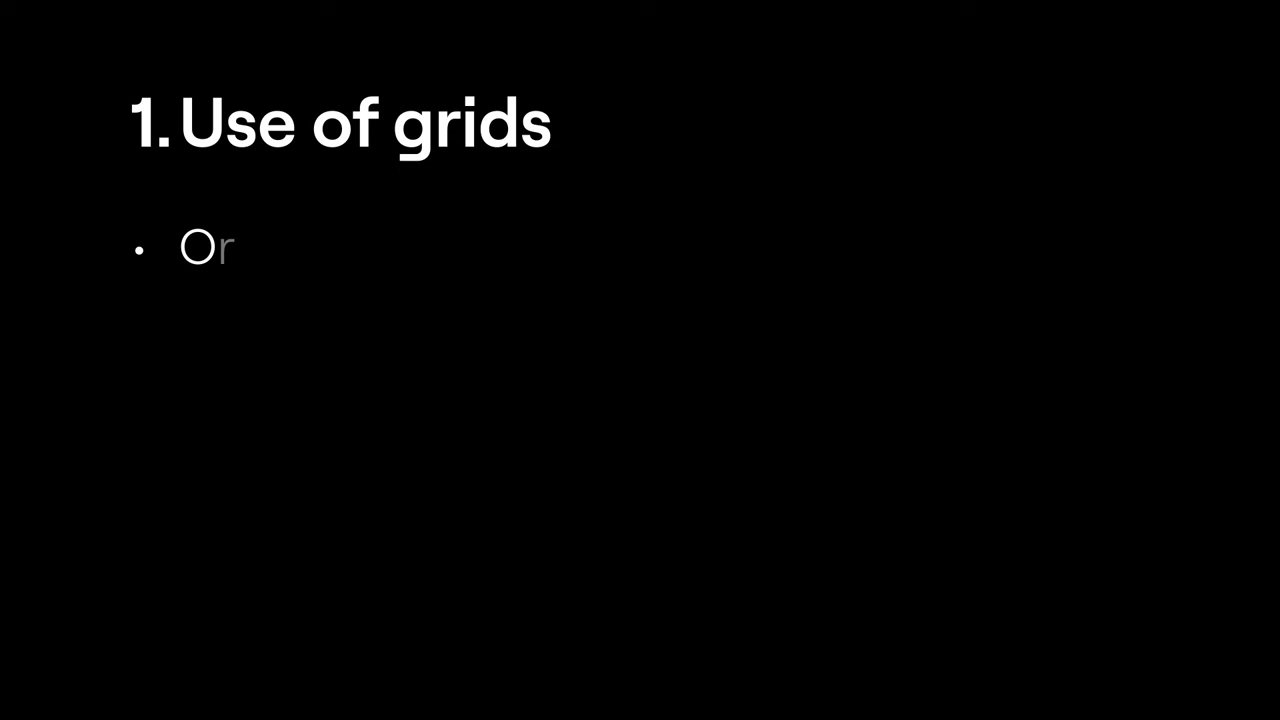 1. Use of grids
• Or